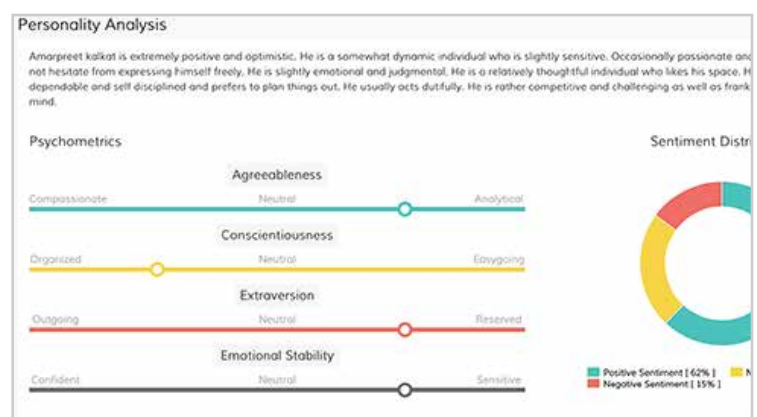 Personality Analysis
Amarpreet kalkat is extremely positive and optimistic. He is a somewhat dynamic individual who is slightly sensitive. Occasionally passionate and
not hesitate from expressing himself freely. He is slightly emotional and judgmental. He is a relatively thoughtful individual who likes his space. H
dependable and self disciplined and prefers to plan things out. He usually acts dutifully. He is rather competitive and challenging as well as frank
mind.
Psychometrics
Sentiment Distr
Agreeableness
Compassionate Neutral Analytical
Conscientiousness
Organized Neutral Easygoing
Extraversion
Outgoing Neutral Reserved
Emotional Stability
Confident Neutral Sensitive
Positive Sentiment [ 62% ] N
Negative Sentiment [ 15% ]